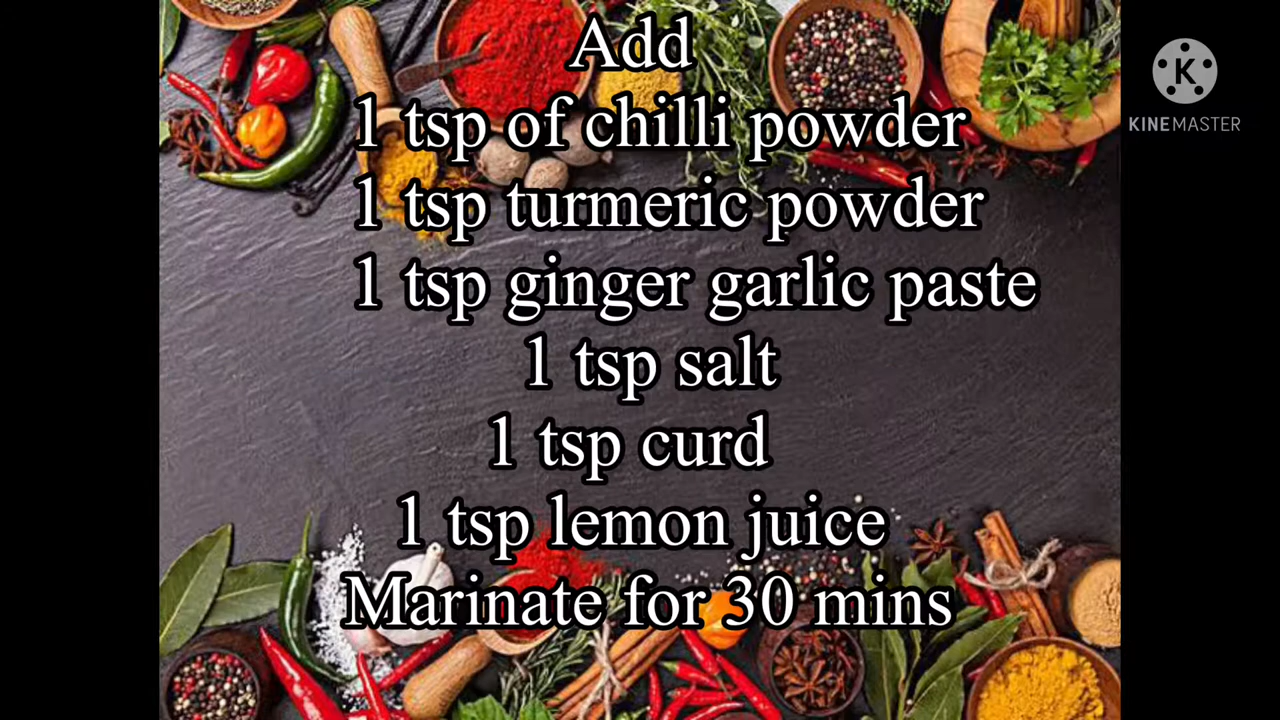 Add
1 tsp of chilli powder
1 tsp turmeric powder
1 tsp ginger garlic paste
1 tsp salt
1 tsp curd
1 tsp lemon juice
Marinate for 30 mins
K
KINEMASTER